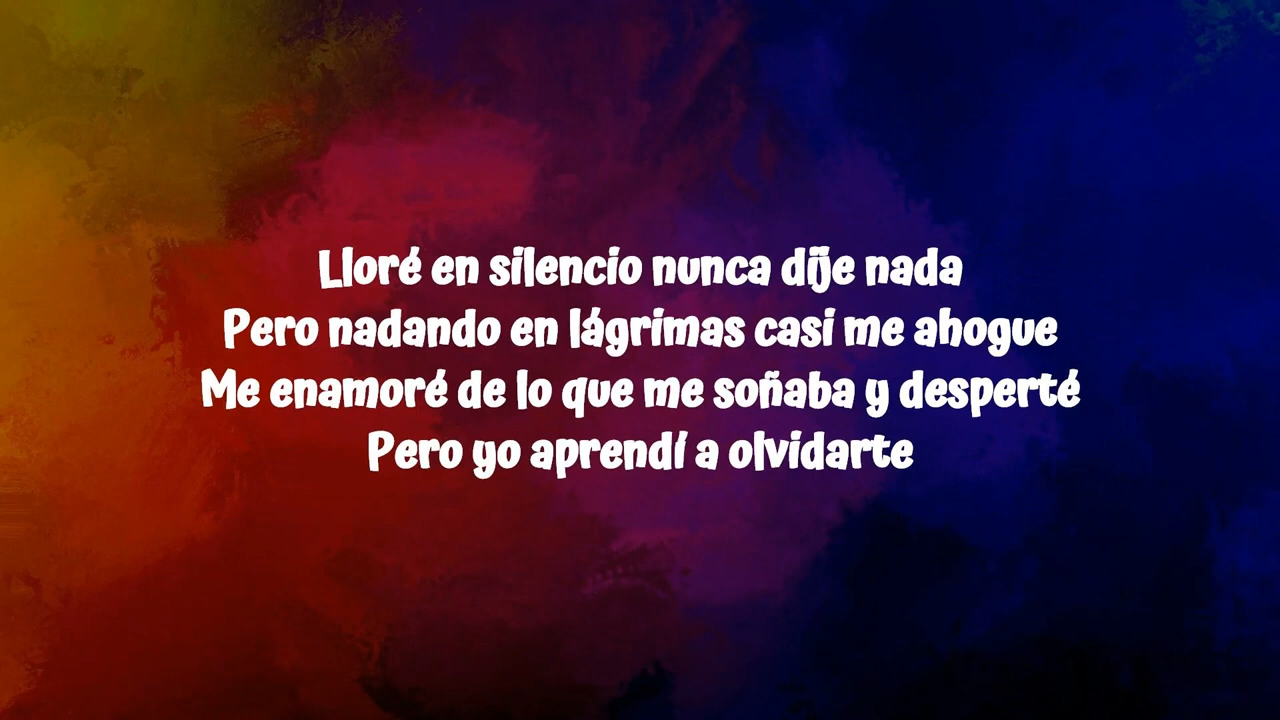 Lloré en silencio nunca dije nada
Pero nadando en lágrimas casi me ahogue
Me enamoré de lo que me soñaba y desperté
Pero yo aprendí a olvidarte